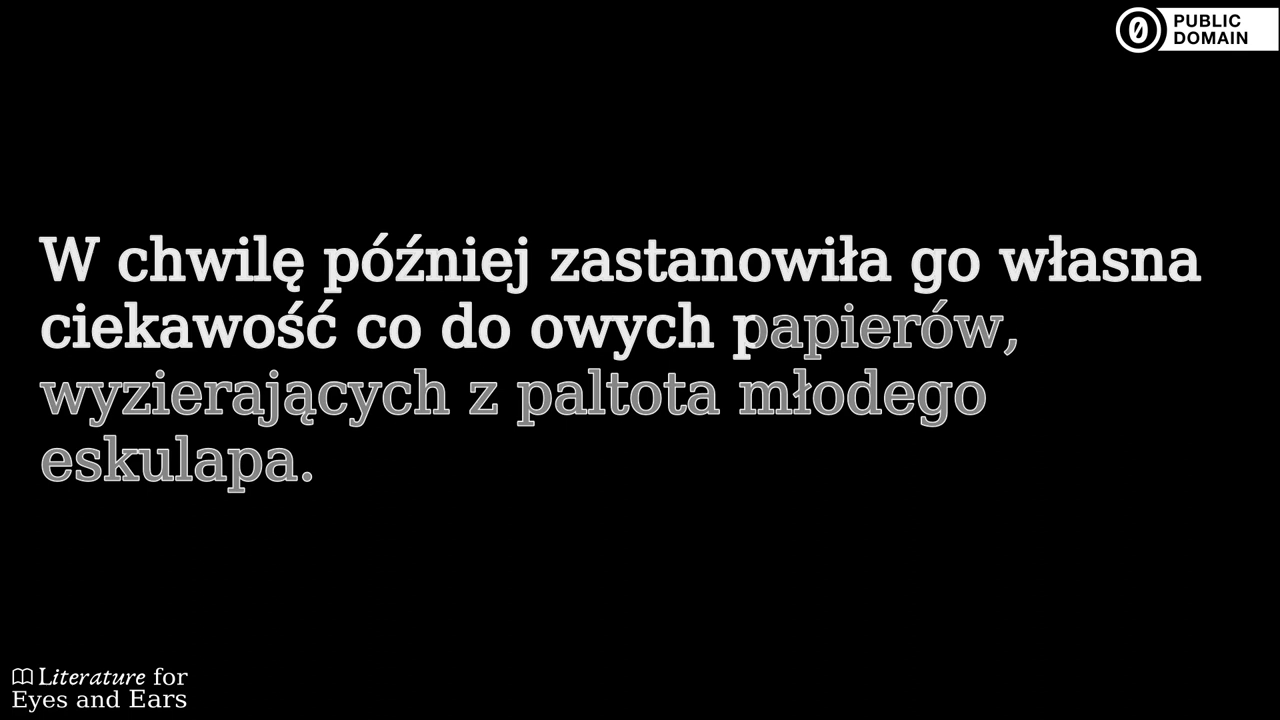 PUBLIC
DOMAIN
W chwilę później zastanowiła go własna
ciekawość co do owych papierów,
wyzierających z paltota młodego
eskulapa.
Literature for
Eyes and Ears